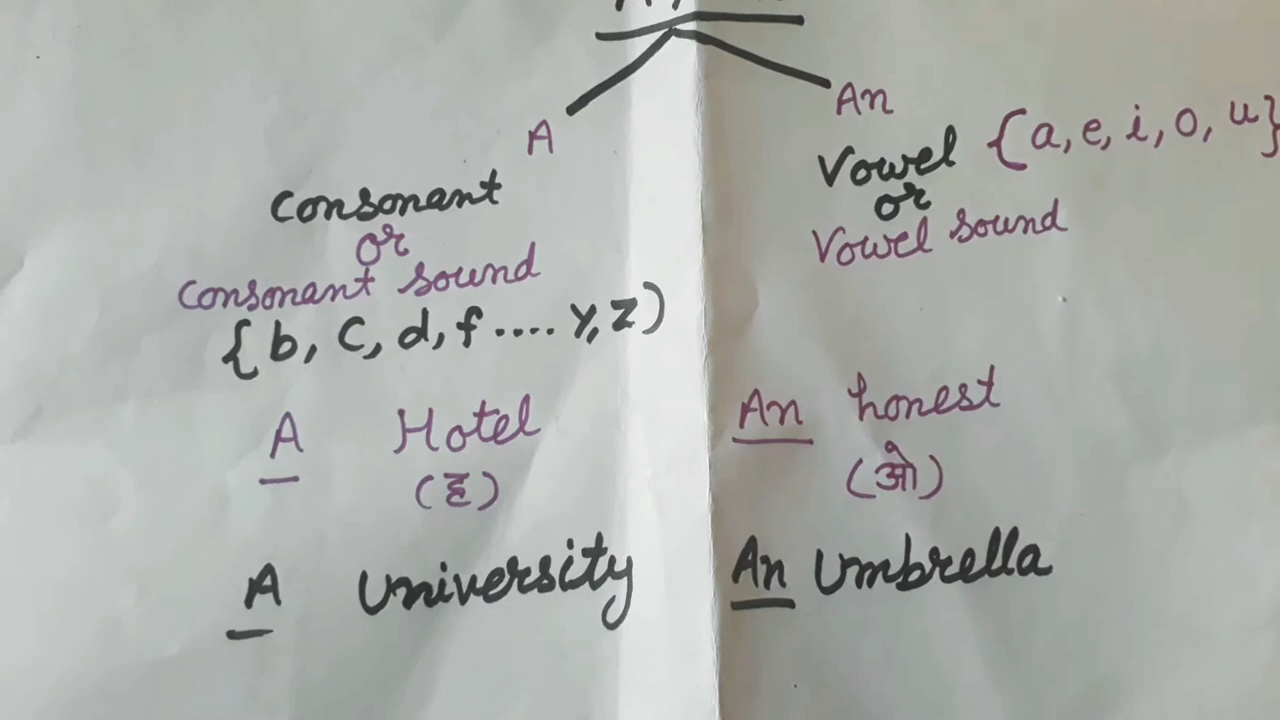 A
An
Consonant
or
Consonant sound
{b, C, d, f .... y, z)
Vowel {a, e, i, o, u}
or
Vowel sound
A Hotel
(ह)
An honest
(ओ)
A University
An Umbrella